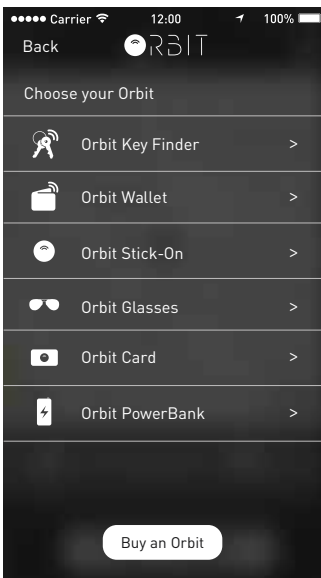 Carrier 12:00 100%
Back ORBIT
Choose your Orbit
Orbit Key Finder >
Orbit Wallet >
Orbit Stick-On >
Orbit Glasses >
Orbit Card >
Orbit PowerBank >
Buy an Orbit